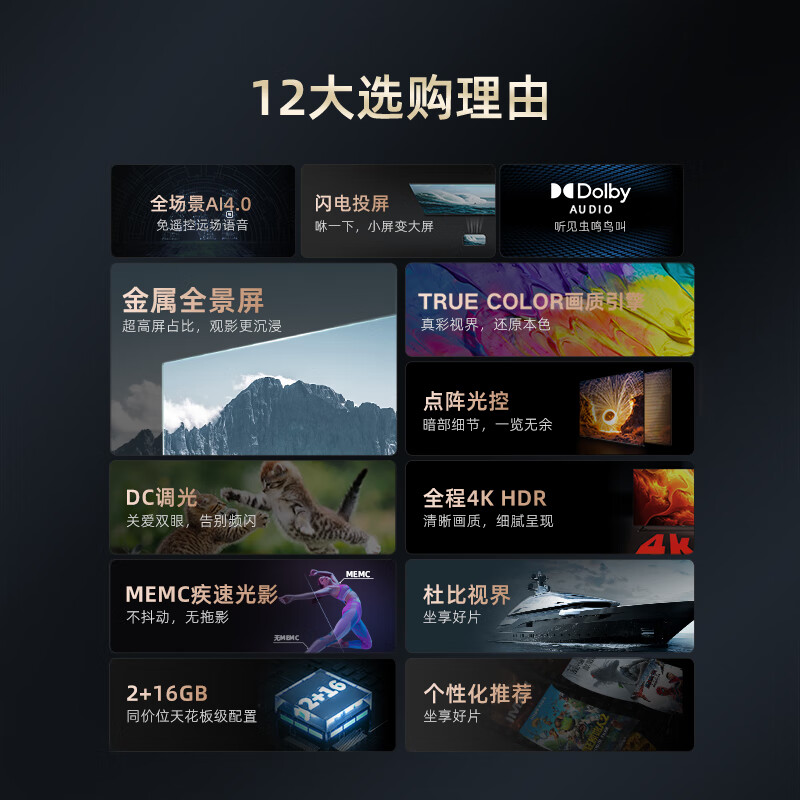 12大选购理由
全场景AI4.0
免遥控远场语音
闪电投屏
咻一下，小屏变大屏
Dolby
AUDIO
听见虫鸣鸟叫
金属全景屏
超高屏占比，观影更沉浸
TRUE COLOR画质引擎
真彩视界，还原本色
点阵光控
暗部细节，一览无余
DC调光
关爱双眼，告别频闪
全程4K HDR
清晰画质，细腻呈现
4K
MEMC疾速光影
不抖动，无拖影
MEMC
无MEMC
杜比视界
坐享好片
2+16GB
同价位天花板级配置
2+16
个性化推荐
坐享好片